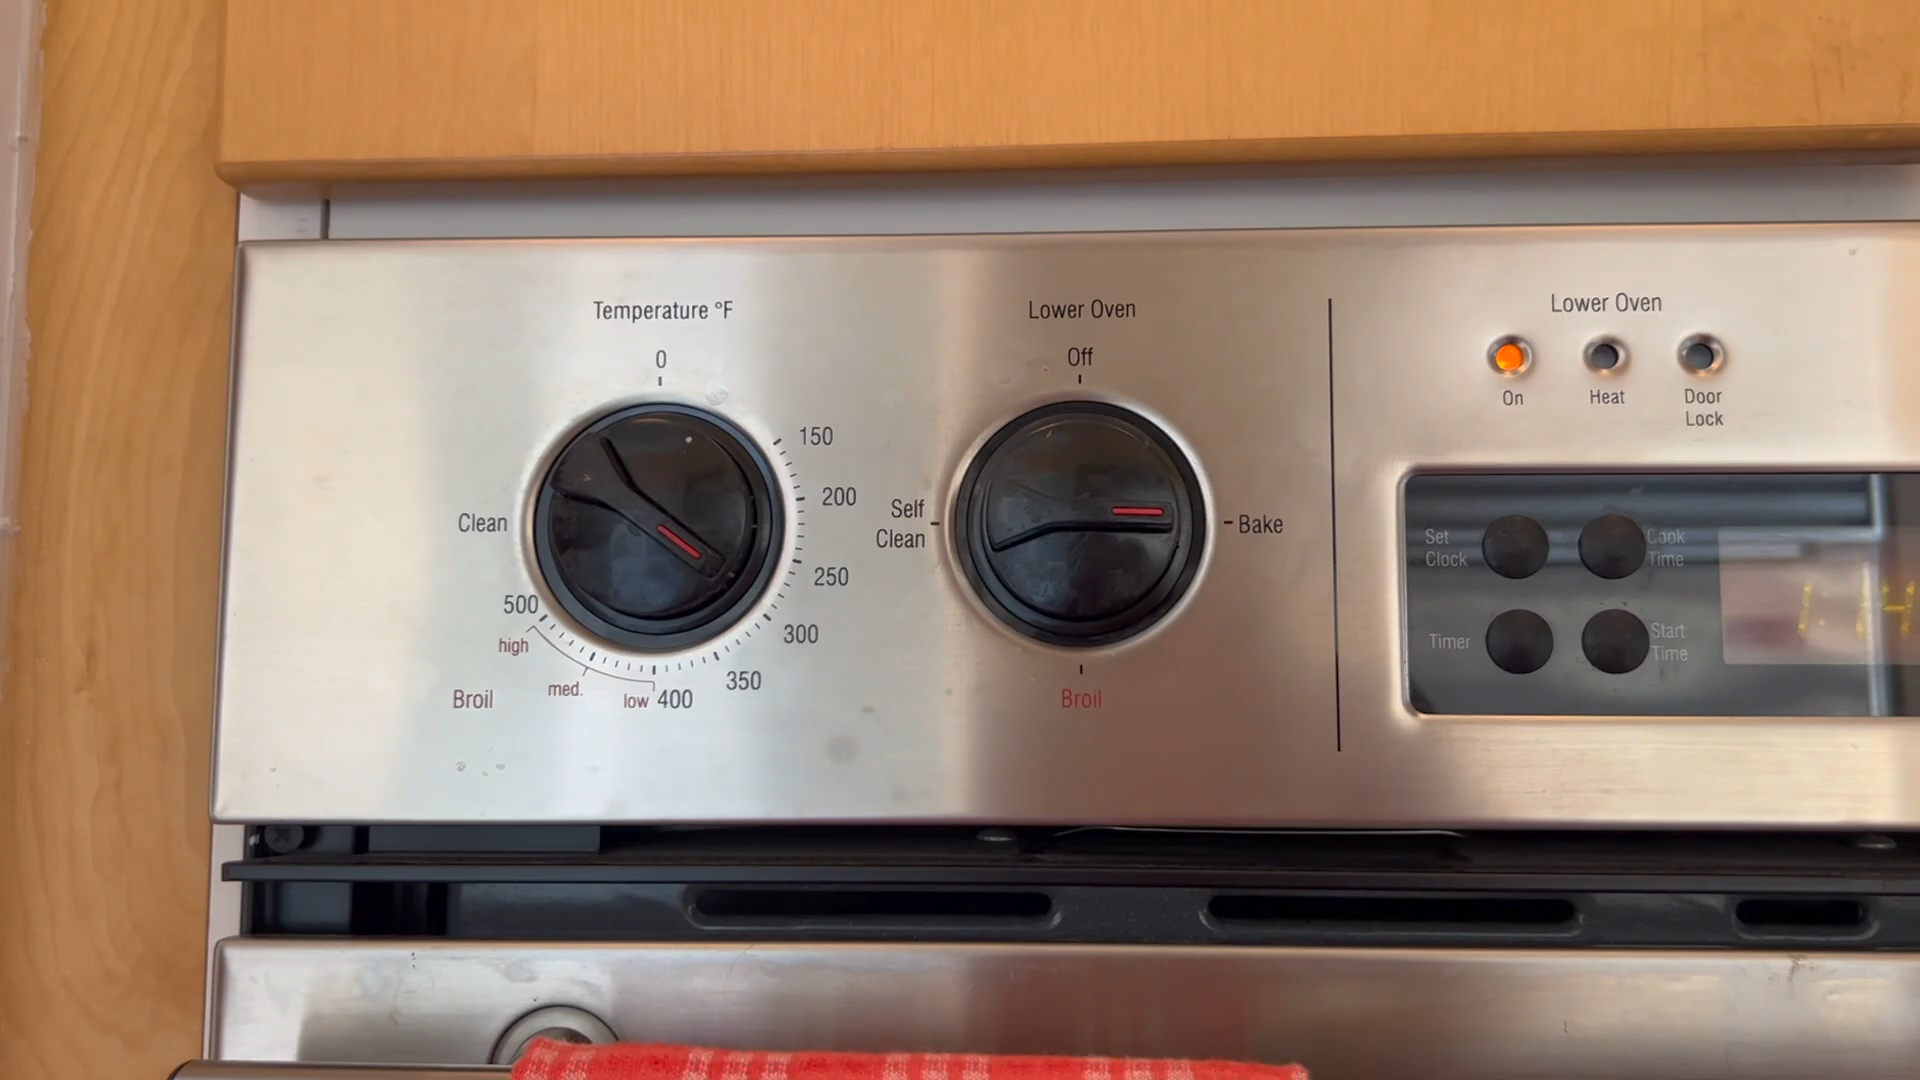 Temperature °F
0
150
200
250
300
350
400
low
med.
high
500
Broil
Clean
Lower Oven
Off
Self
Clean
Bake
Broil
Lower Oven
On
Heat
Door
Lock
Set
Clock
Cook
Time
Timer
Start
Time